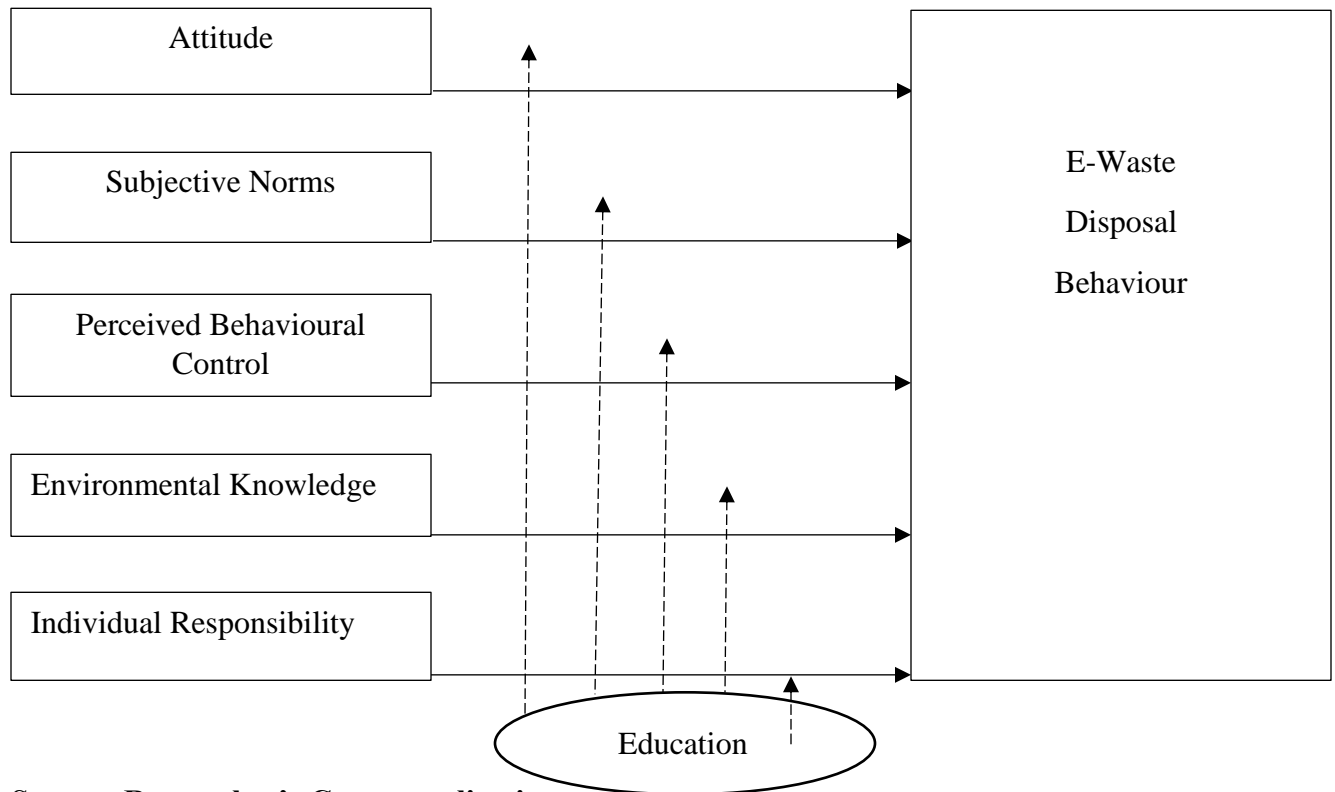 Attitude
Subjective Norms
Perceived Behavioural
Control
Environmental Knowledge
Individual Responsibility
E-Waste
Disposal
Behaviour
Education